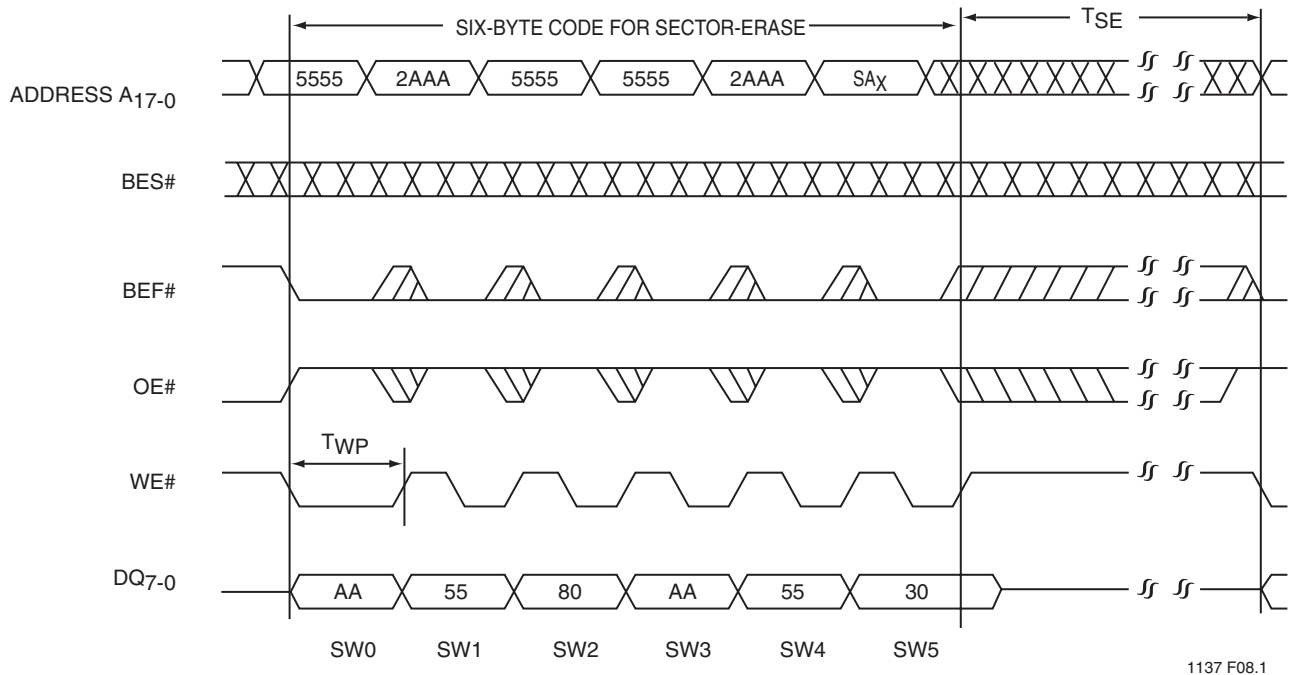 SIX-BYTE CODE FOR SECTOR-ERASE
TSE
ADDRESS A17-0
5555 2AAA 5555 5555 2AAA SAX
BES#
BEF#
OE#
TWP
WE#
DQ7-0
AA 55 80 AA 55 30
SW0 SW1 SW2 SW3 SW4 SW5
1137 F08.1